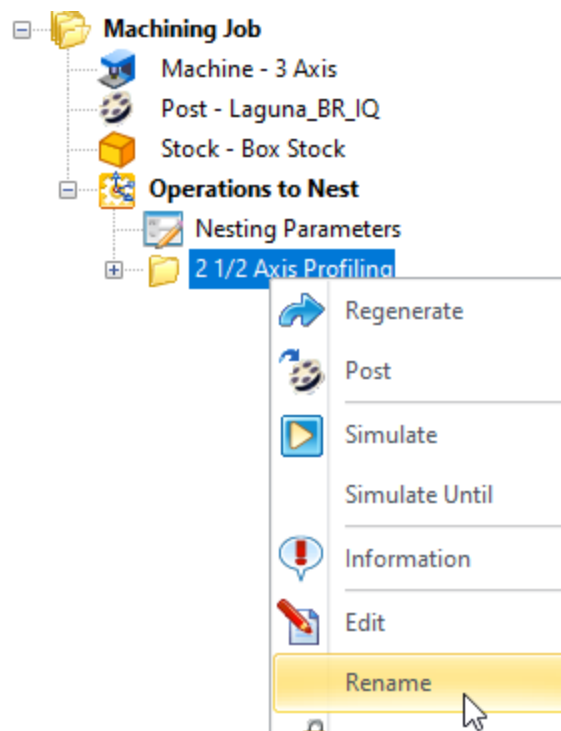 Machining Job
Machine - 3 Axis
Post - Laguna_BR_IQ
Stock - Box Stock
Operations to Nest
Nesting Parameters
2 1/2 Axis Profiling
Regenerate
Post
Simulate
Simulate Until
Information
Edit
Rename